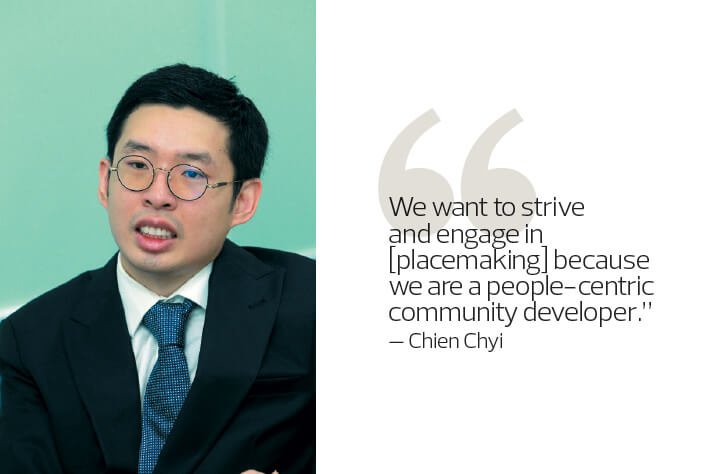 We want to strive
and engage in
[placemaking] because
we are a people-centric
community developer.”
— Chien Chyi